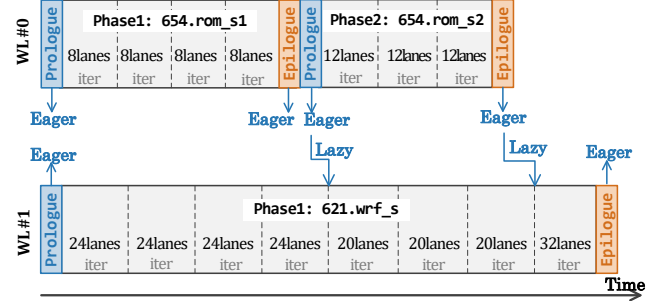 WL#0
Prologue
Phase1: 654.rom_s1
8lanes 8lanes 8lanes 8lanes
iter iter iter iter
Epilogue
Prologue
Phase2: 654.rom_s2
12lanes 12lanes 12lanes
iter iter iter
Epilogue
Eager Eager Eager Eager
Eager Lazy Lazy Eager
WL#1
Prologue
Phase1: 621.wrf_s
24lanes 24lanes 24lanes 24lanes 20lanes 20lanes 20lanes 32lanes
iter iter iter iter iter iter iter iter
Epilogue
Time